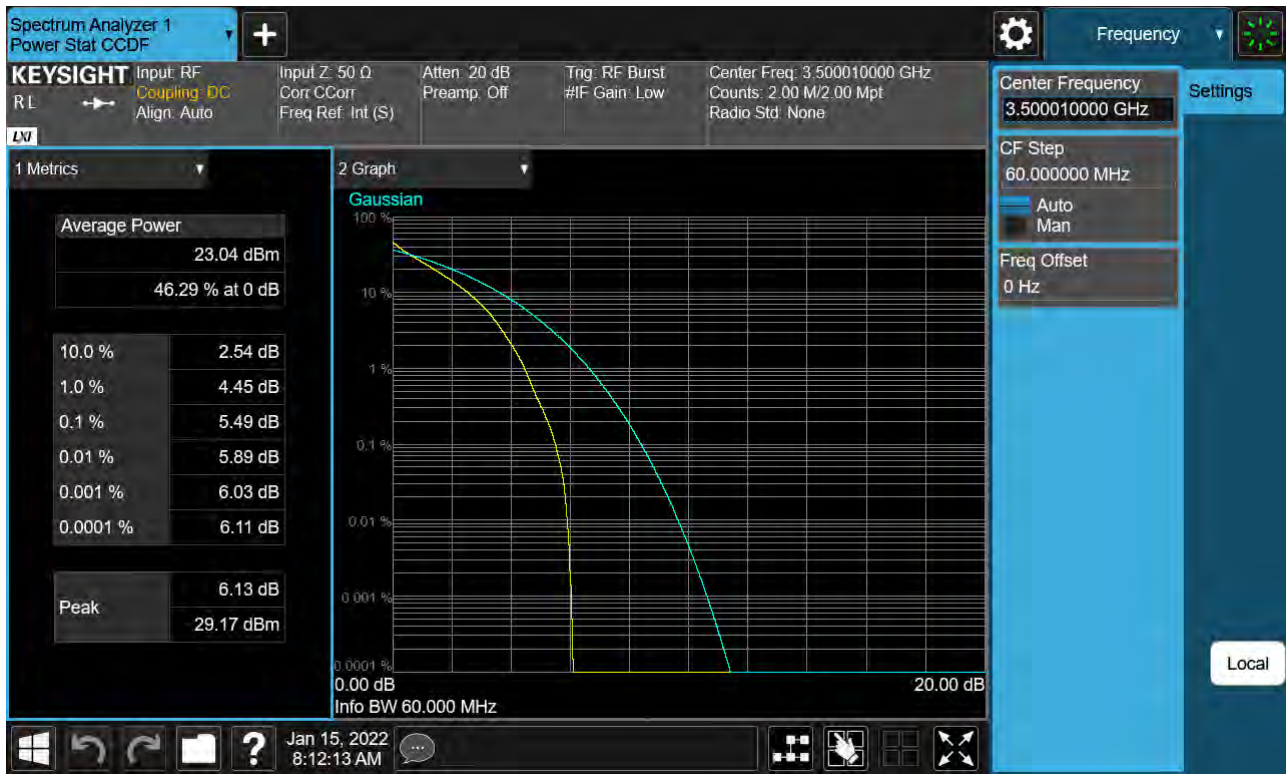 Spectrum Analyzer 1
Power Stat CCDF
+
Frequency
KEYSIGHT
R L
LXI
Input: RF
Coupling: DC
Align: Auto
Input Z: 50 Ω
Corr CCorr
Freq Ref: Int (S)
Atten: 20 dB
Preamp: Off
Trig: RF Burst
#IF Gain: Low
Center Freq: 3.500010000 GHz
Counts: 2.00 M/2.00 Mpt
Radio Std: None
Center Frequency
3.500010000 GHz
Settings
CF Step
60.000000 MHz
Auto
Man
Freq Offset
0 Hz
Local
1 Metrics
Average Power
23.04 dBm
46.29 % at 0 dB
10.0 % 2.54 dB
1.0 % 4.45 dB
0.1 % 5.49 dB
0.01 % 5.89 dB
0.001 % 6.03 dB
0.0001 % 6.11 dB
Peak 6.13 dB
29.17 dBm
2 Graph
Gaussian
100 %
10 %
1 %
0.1 %
0.01 %
0.001 %
0.0001 %
0.00 dB 20.00 dB
Info BW 60.000 MHz
?
Jan 15, 2022
8:12:13 AM